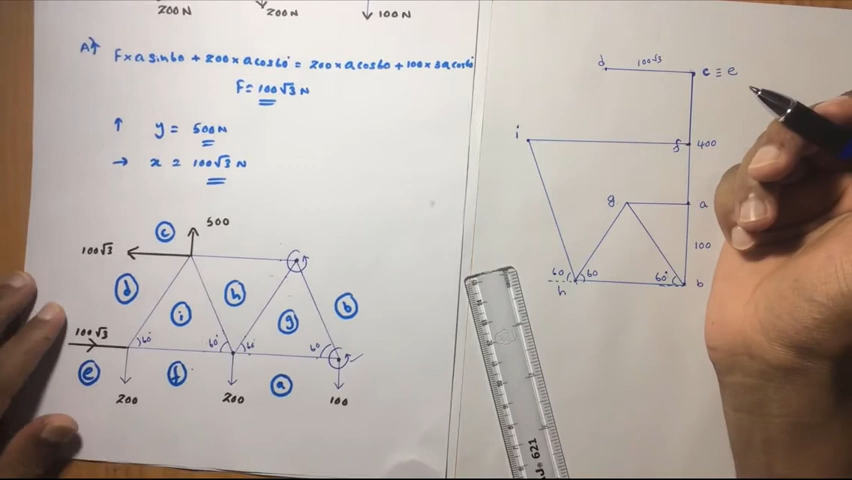 200 N
200 N
100 N
A↑ F × a sin60 + 200 × a cos60° = 200 × a cos60 + 100 × 3a cos60°
F = 100√3 N
↑ y = 500 N
→ x = 100√3 N
c
500
100√3
d
h
b
i
g
100√3
60°
60°
60°
60
e
f
a
200
200
100
d
100√3
c ≡ e
i
f
400
g
a
100
60
60
60°
h
b
621